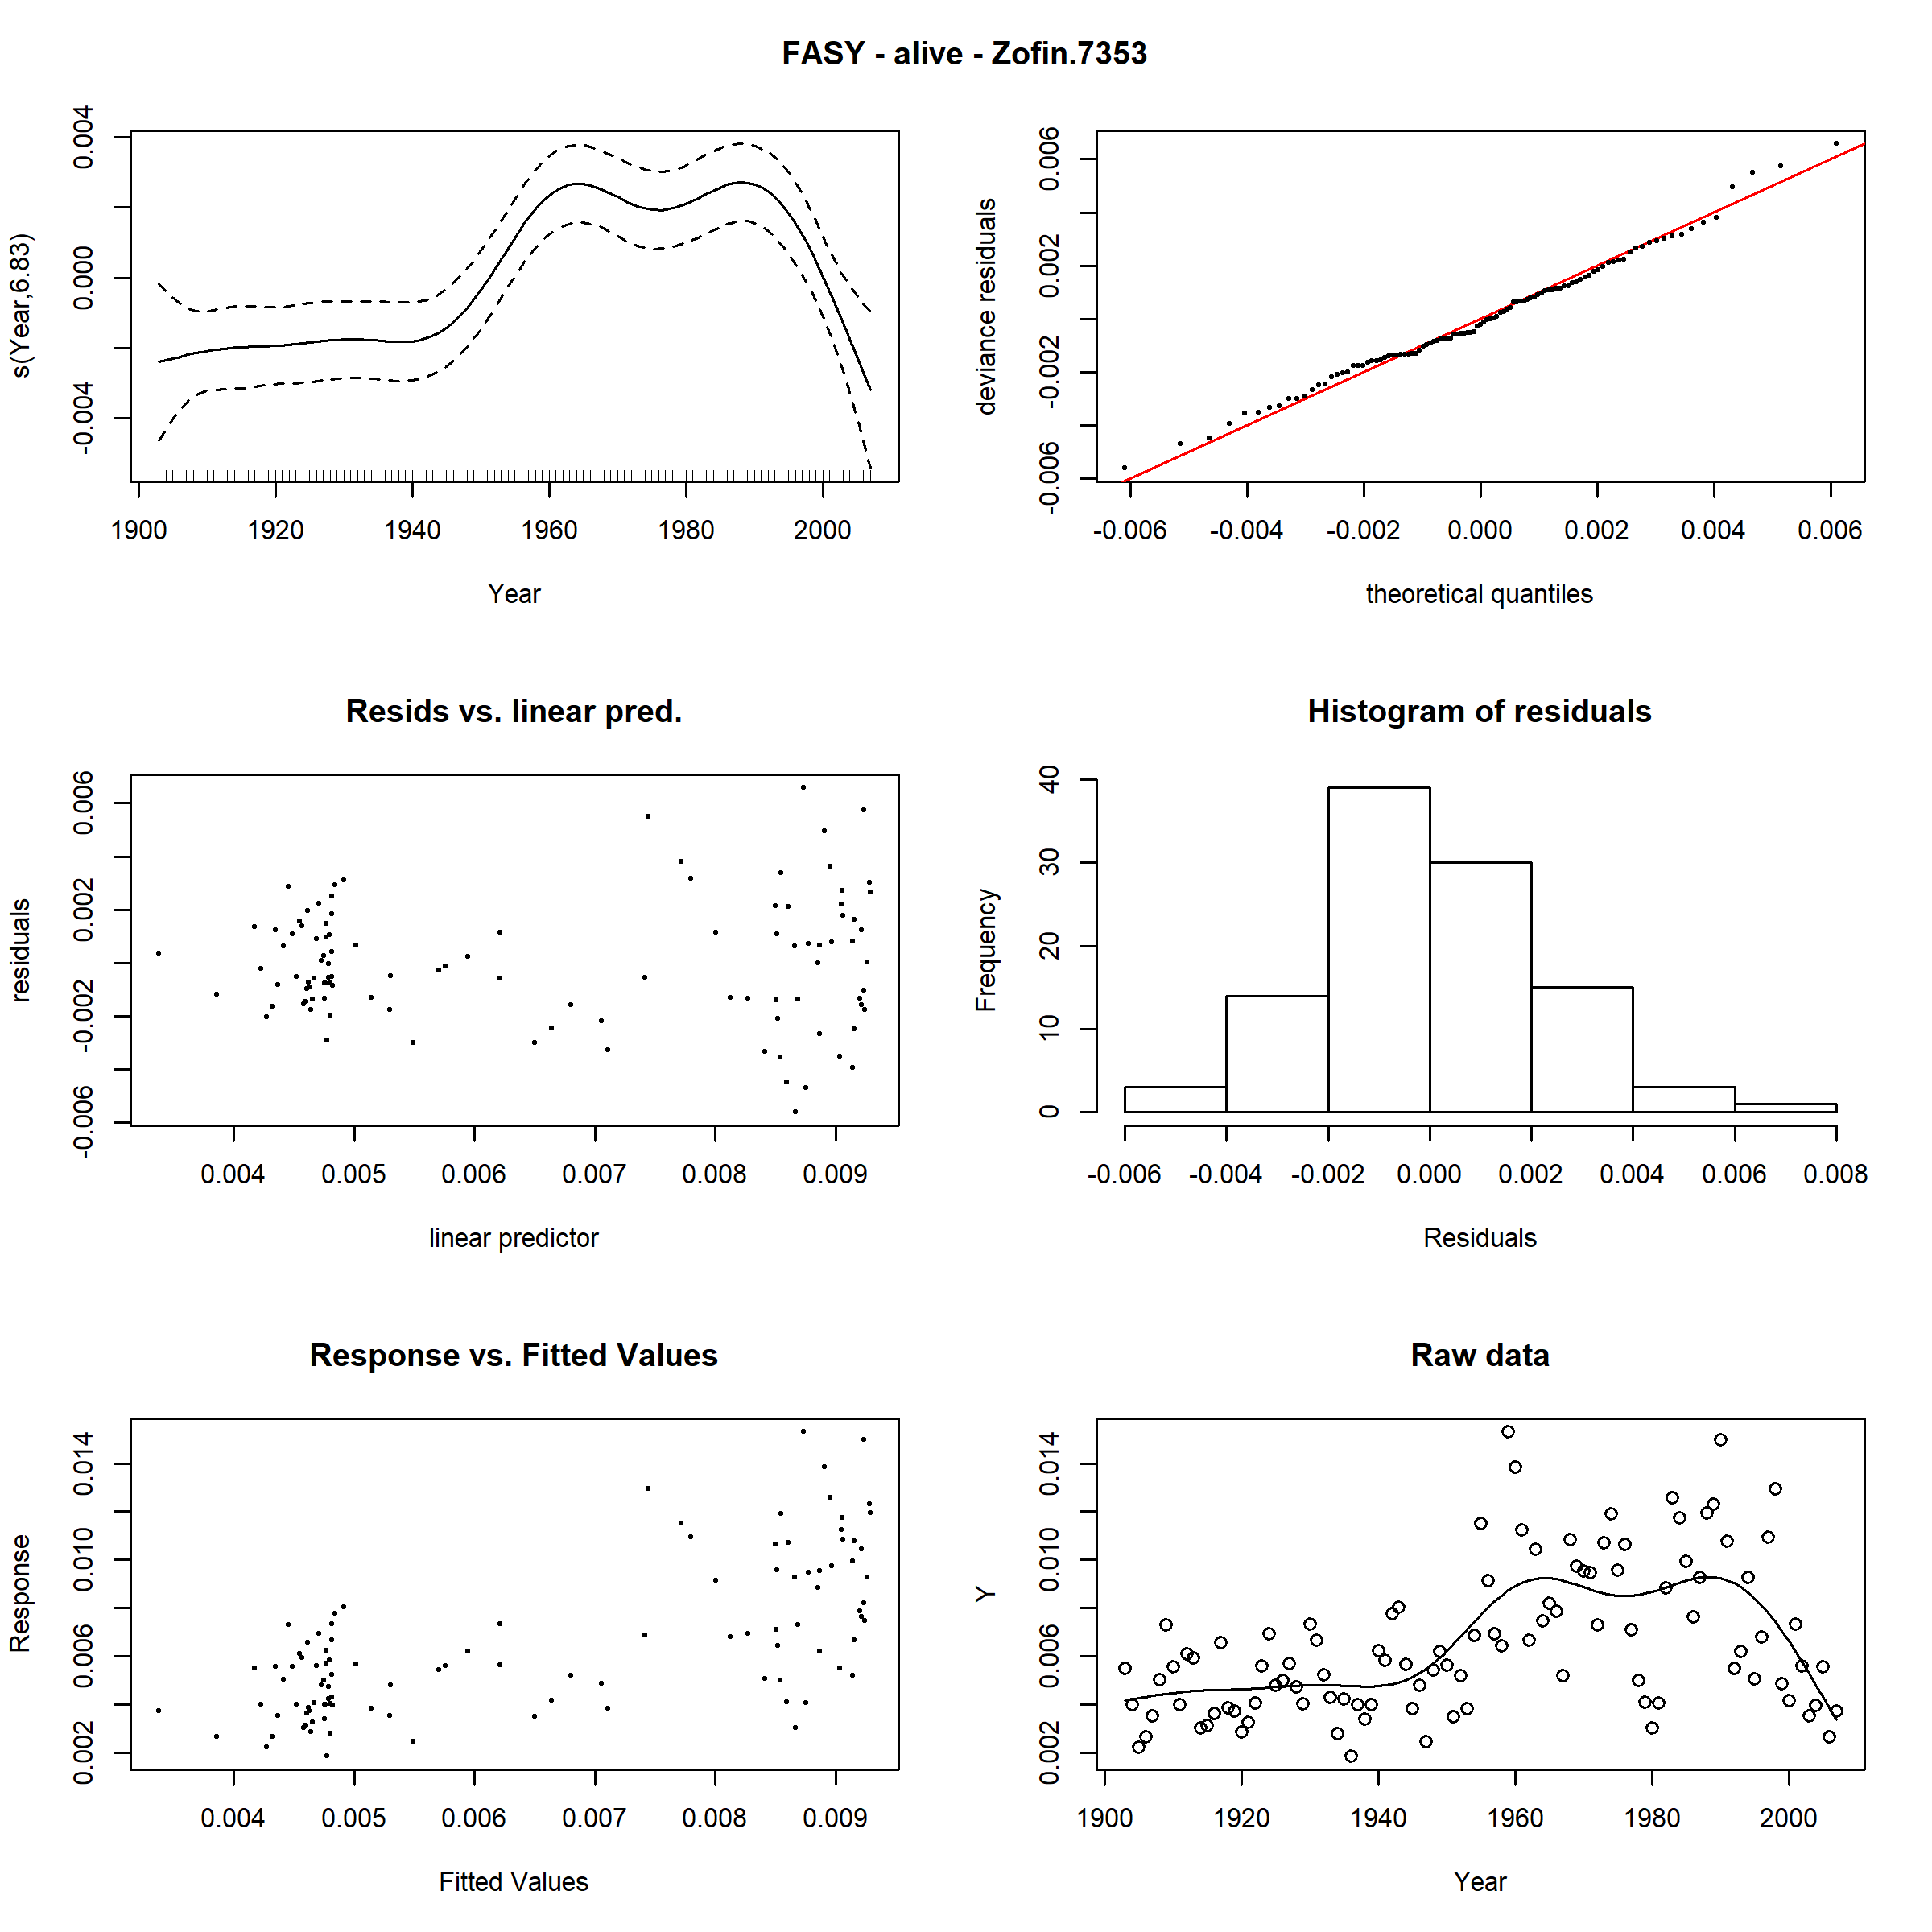 FASY - alive - Zofin.7353
s(Year,6.83)
0.004
0.000
-0.004
1900 1920 1940 1960 1980 2000
Year
deviance residuals
0.006
0.002
-0.002
-0.006
-0.006 -0.004 -0.002 0.000 0.002 0.004 0.006
theoretical quantiles
Resids vs. linear pred.
residuals
0.006
0.002
-0.002
-0.006
0.004 0.005 0.006 0.007 0.008 0.009
linear predictor
Histogram of residuals
Frequency
40
30
20
10
0
-0.006 -0.004 -0.002 0.000 0.002 0.004 0.006 0.008
Residuals
Response vs. Fitted Values
Response
0.014
0.010
0.006
0.002
0.004 0.005 0.006 0.007 0.008 0.009
Fitted Values
Raw data
Y
0.014
0.010
0.006
0.002
1900 1920 1940 1960 1980 2000
Year